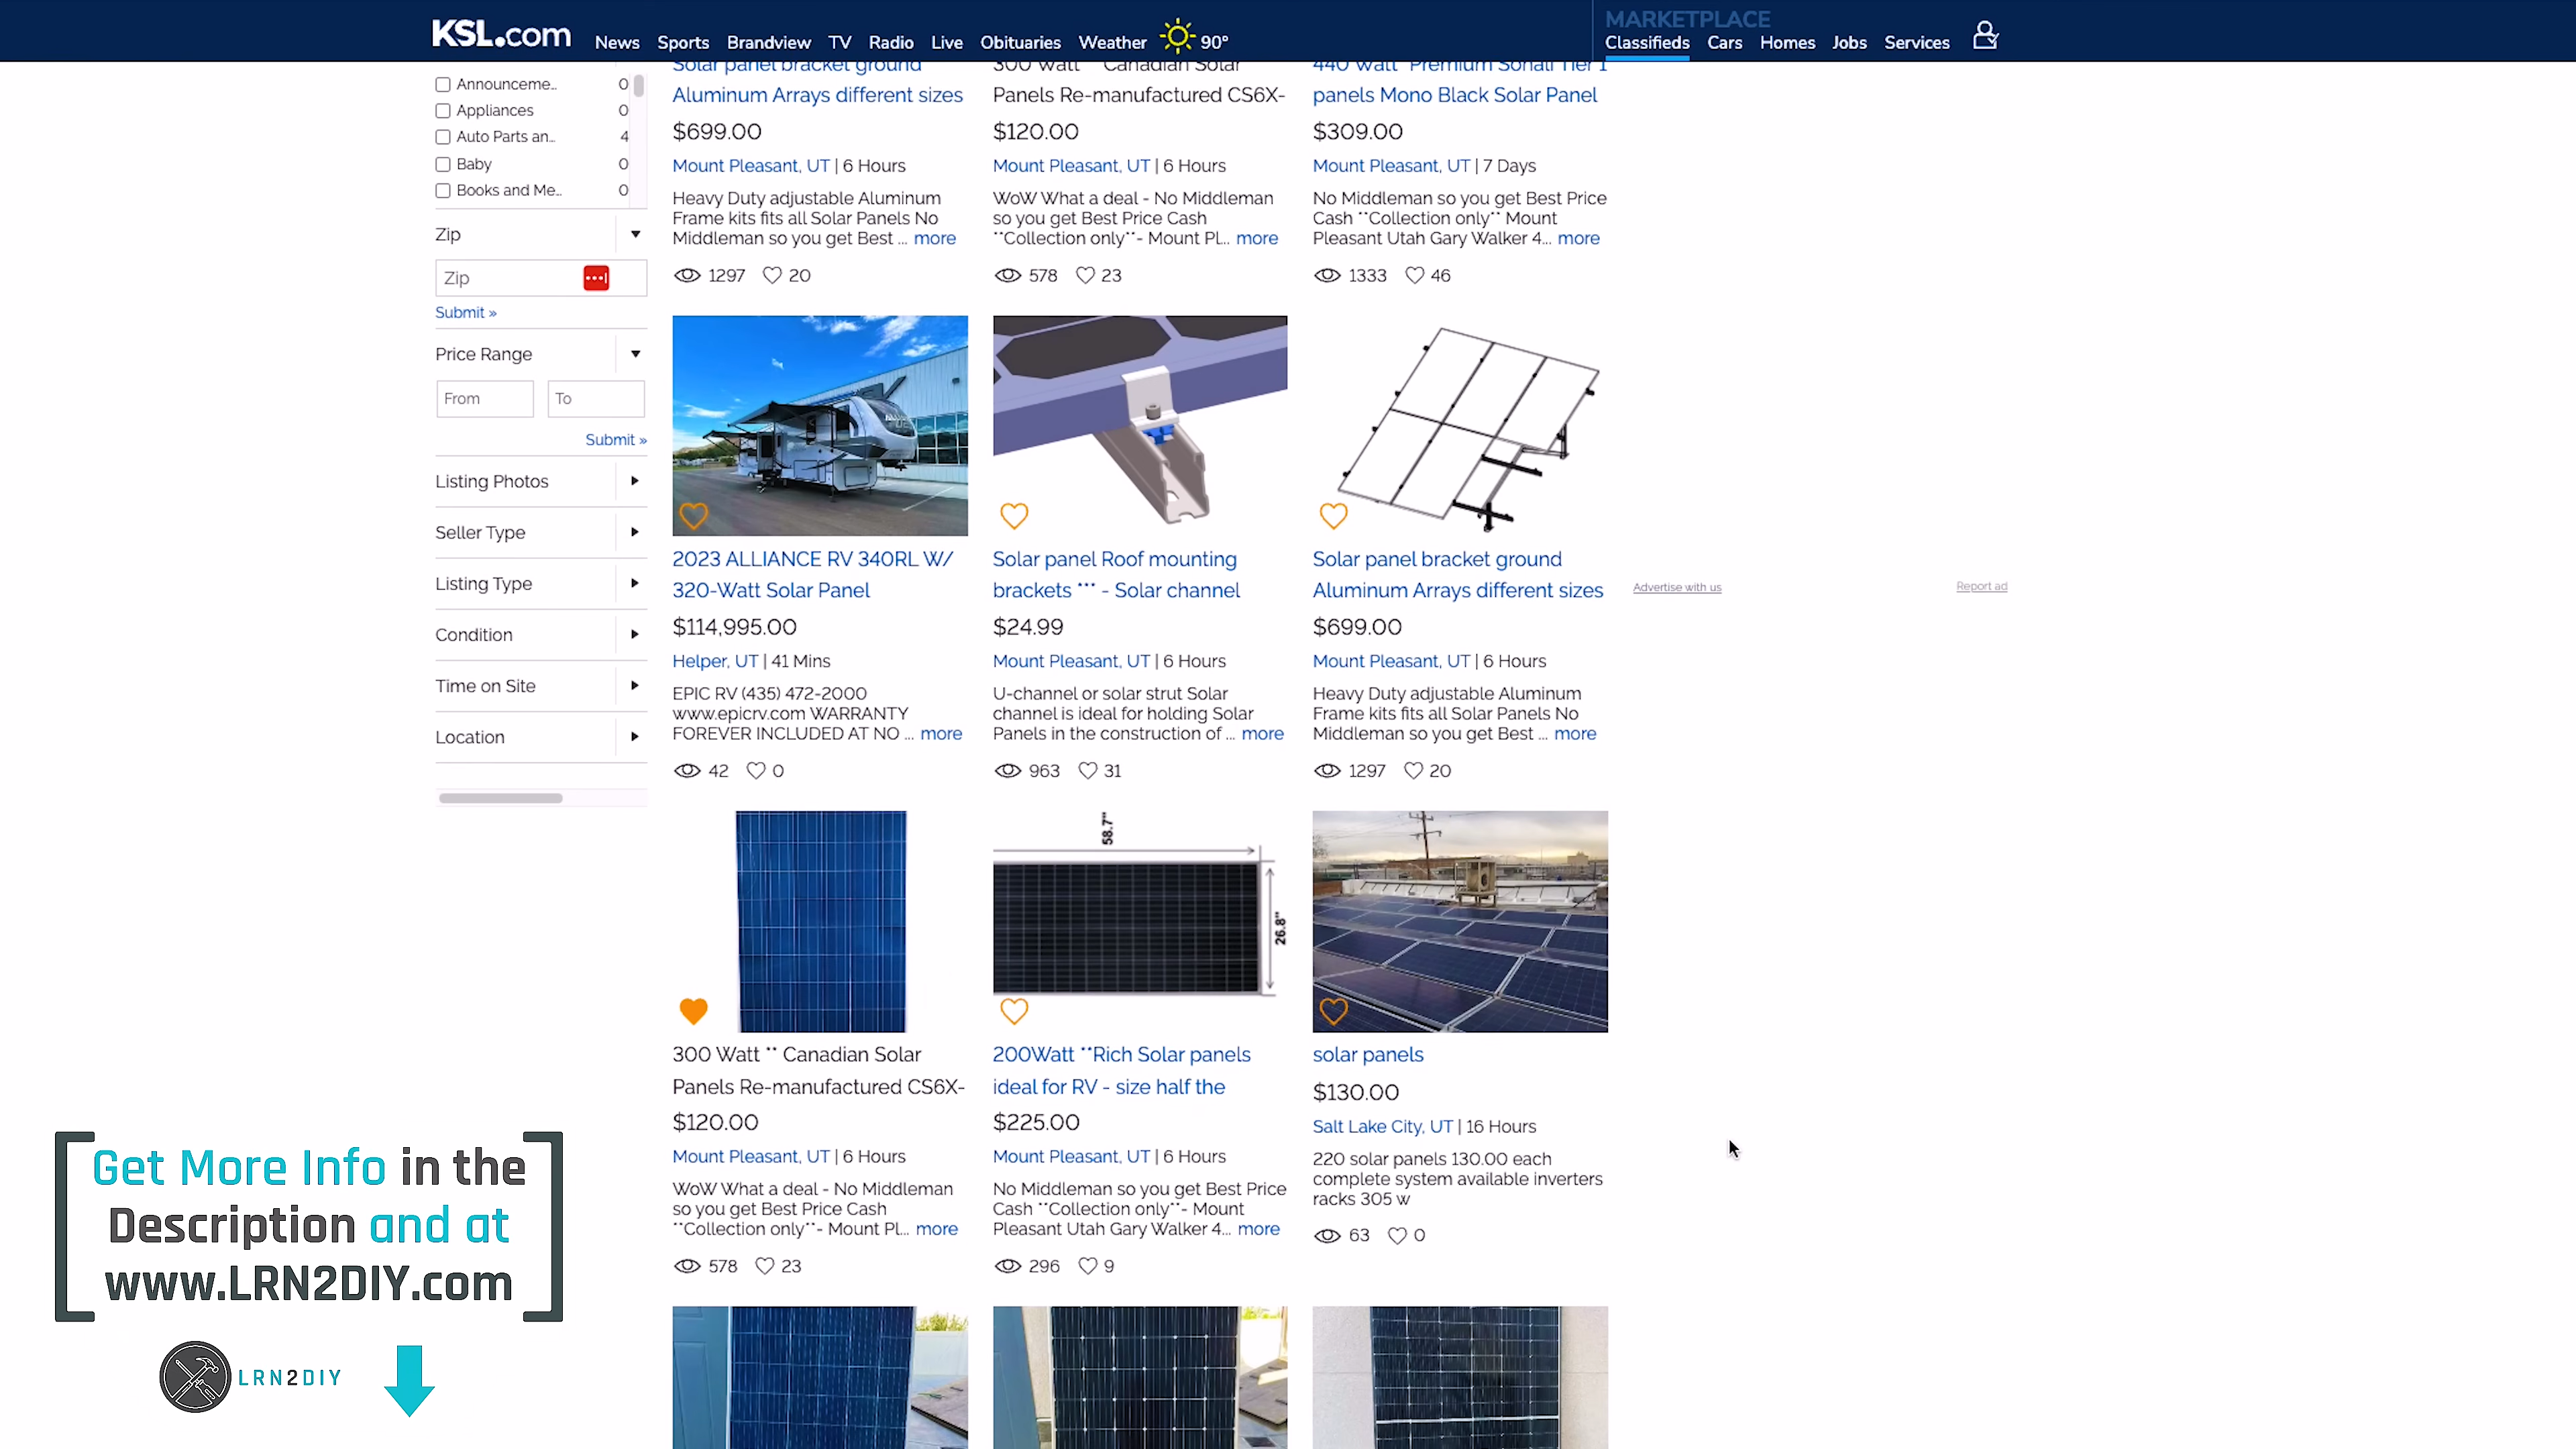 KSL.com News Sports Brandview TV Radio Live Obituaries Weather 90°
MARKETPLACE
Classifieds Cars Homes Jobs Services
Announceme.. 0
Appliances 0
Auto Parts an.. 4
Baby 0
Books and Me.. 0
Zip
Zip
Submit »
Price Range
From To
Submit »
Listing Photos
Seller Type
Listing Type
Condition
Time on Site
Location
Solar panel bracket ground
Aluminum Arrays different sizes
$699.00
Mount Pleasant, UT | 6 Hours
Heavy Duty adjustable Aluminum
Frame kits fits all Solar Panels No
Middleman so you get Best ... more
1297 20
300 Watt ** Canadian Solar
Panels Re-manufactured CS6X-
$120.00
Mount Pleasant, UT | 6 Hours
WoW What a deal - No Middleman
so you get Best Price Cash
**Collection only**- Mount Pl... more
578 23
440 Watt *Premium Sonali Tier 1
panels Mono Black Solar Panel
$309.00
Mount Pleasant, UT | 7 Days
No Middleman so you get Best Price
Cash **Collection only** Mount
Pleasant Utah Gary Walker 4... more
1333 46
2023 ALLIANCE RV 340RL W/
320-Watt Solar Panel
$114,995.00
Helper, UT | 41 Mins
EPIC RV (435) 472-2000
www.epicrv.com WARRANTY
FOREVER INCLUDED AT NO ... more
42 0
Solar panel Roof mounting
brackets *** - Solar channel
$24.99
Mount Pleasant, UT | 6 Hours
U-channel or solar strut Solar
channel is ideal for holding Solar
Panels in the construction of ... more
963 31
Solar panel bracket ground
Aluminum Arrays different sizes
$699.00
Mount Pleasant, UT | 6 Hours
Heavy Duty adjustable Aluminum
Frame kits fits all Solar Panels No
Middleman so you get Best ... more
1297 20
Advertise with us
Report ad
300 Watt ** Canadian Solar
Panels Re-manufactured CS6X-
$120.00
Mount Pleasant, UT | 6 Hours
WoW What a deal - No Middleman
so you get Best Price Cash
**Collection only**- Mount Pl... more
578 23
58.7"
26.8"
200Watt **Rich Solar panels
ideal for RV - size half the
$225.00
Mount Pleasant, UT | 6 Hours
No Middleman so you get Best Price
Cash **Collection only**- Mount
Pleasant Utah Gary Walker 4... more
296 9
solar panels
$130.00
Salt Lake City, UT | 16 Hours
220 solar panels 130.00 each
complete system available inverters
racks 305 w
63 0
Get More Info in the
Description and at
www.LRN2DIY.com
LRN2DIY